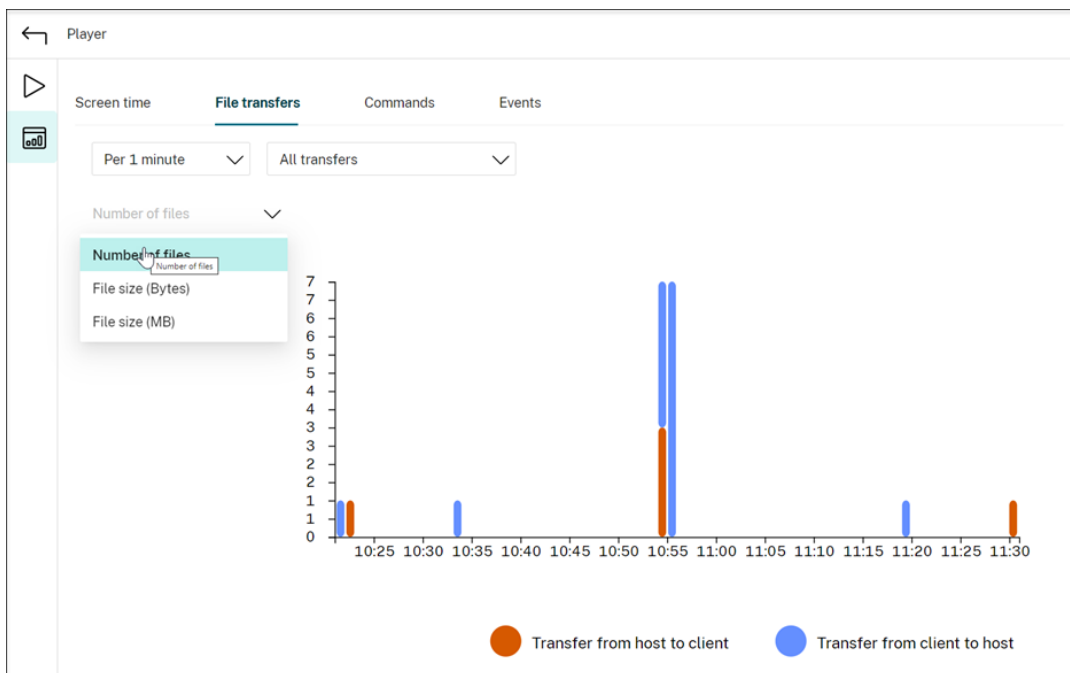 Player
Screen time File transfers Commands Events
Per 1 minute All transfers
Number of files
Number of files
Number of files
File size (Bytes)
File size (MB)
7
7
6
6
5
5
4
4
3
3
2
2
1
1
0
10:25 10:30 10:35 10:40 10:45 10:50 10:55 11:00 11:05 11:10 11:15 11:20 11:25 11:30
Transfer from host to client Transfer from client to host